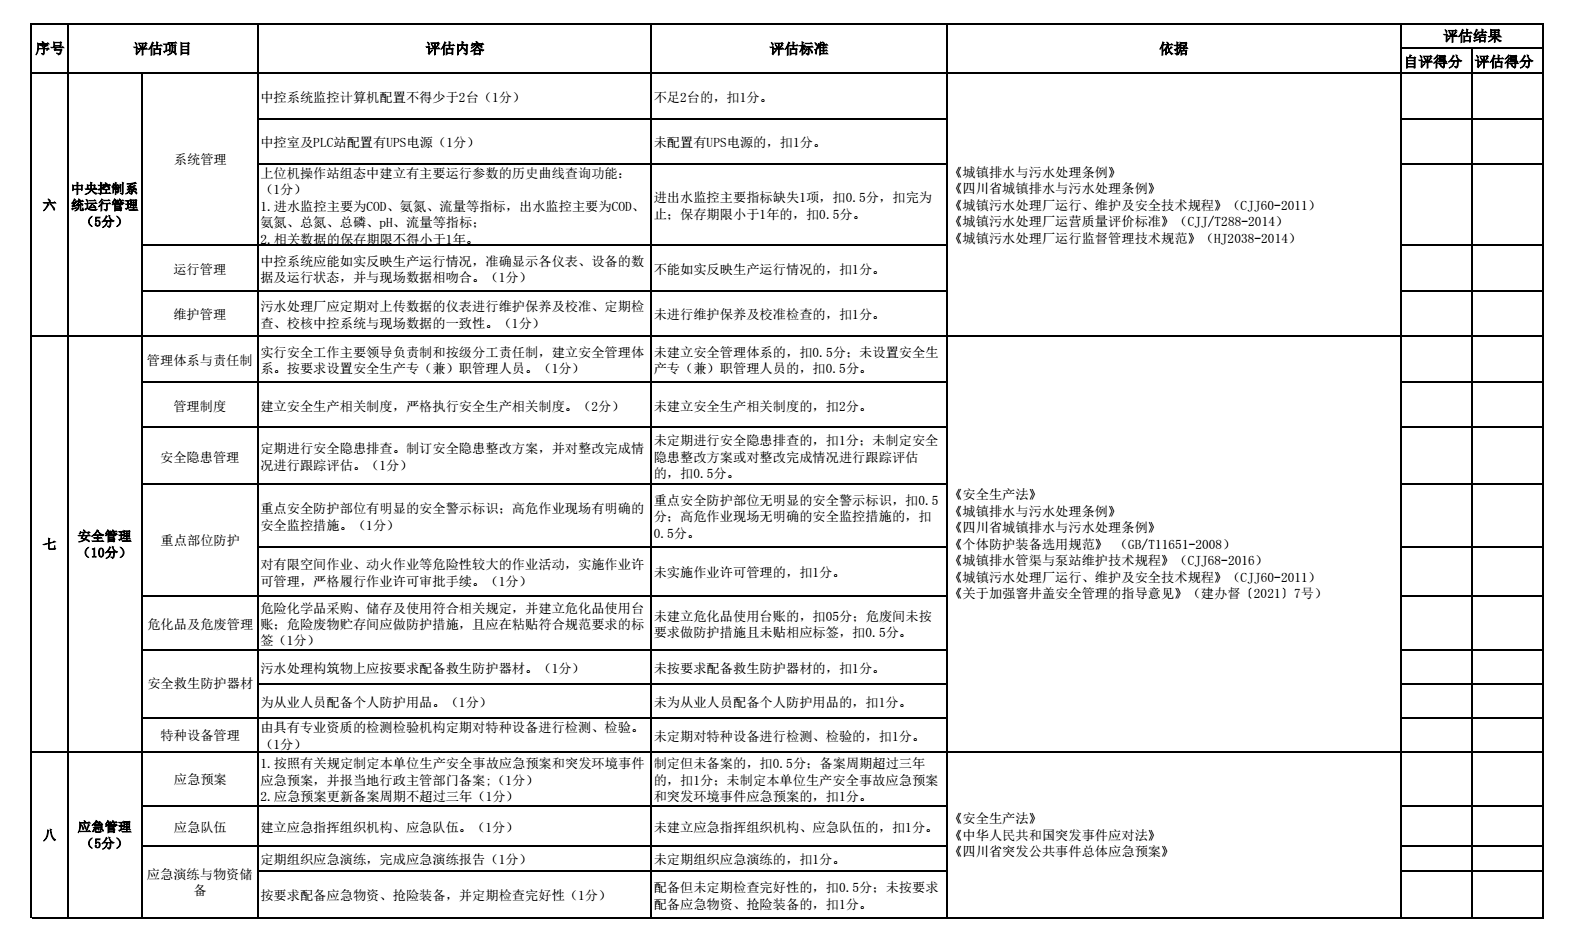 序号
评估项目
评估内容
评估标准
依据
评估结果
自评得分
评估得分
六
中央控制系
统运行管理
（5分）
系统管理
中控系统监控计算机配置不得少于2台（1分）
不足2台的，扣1分。
中控室及PLC站配置有UPS电源（1分）
未配置有UPS电源的，扣1分。
上位机操作站组态中建立有主要运行参数的历史曲线查询功能：
（1分）
1.进水监控主要为COD、氨氮、流量等指标，出水监控主要为COD、
氨氮、总氮、总磷、pH、流量等指标；
2.相关数据的保存期限不得小于1年。
进出水监控主要指标缺失1项，扣0.5分，扣完为
止；保存期限小于1年的，扣0.5分。
运行管理
中控系统应能如实反映生产运行情况，准确显示各仪表、设备的数
据及运行状态，并与现场数据相吻合。（1分）
不能如实反映生产运行情况的，扣1分。
维护管理
污水处理厂应定期对上传数据的仪表进行维护保养及校准、定期检
查、校核中控系统与现场数据的一致性。（1分）
未进行维护保养及校准检查的，扣1分。
《城镇排水与污水处理条例》
《四川省城镇排水与污水处理条例》
《城镇污水处理厂运行、维护及安全技术规程》（CJJ60-2011）
《城镇污水处理厂运营质量评价标准》（CJJ/T288-2014）
《城镇污水处理厂运行监督管理技术规范》（HJ2038-2014）
七
安全管理
（10分）
管理体系与责任制
实行安全工作主要领导负责制和按级分工责任制，建立安全管理体
系。按要求设置安全生产专（兼）职管理人员。（1分）
未建立安全管理体系的，扣0.5分；未设置安全生
产专（兼）职管理人员的，扣0.5分。
管理制度
建立安全生产相关制度，严格执行安全生产相关制度。（2分）
未建立安全生产相关制度的，扣2分。
安全隐患管理
定期进行安全隐患排查。制订安全隐患整改方案，并对整改完成情
况进行跟踪评估。（1分）
未定期进行安全隐患排查的，扣1分；未制定安全
隐患整改方案或对整改完成情况进行跟踪评估
的，扣0.5分。
重点部位防护
重点安全防护部位有明显的安全警示标识；高危作业现场有明确的
安全监控措施。（1分）
重点安全防护部位无明显的安全警示标识，扣0.5
分；高危作业现场无明确的安全监控措施的，扣
0.5分。
对有限空间作业、动火作业等危险性较大的作业活动，实施作业许
可管理，严格履行作业许可审批手续。（1分）
未实施作业许可管理的，扣1分。
危化品及危废管理
危险化学品采购、储存及使用符合相关规定，并建立危化品使用台
账；危险废物贮存间应做防护措施，且应在粘贴符合规范要求的标
签（1分）
未建立危化品使用台账的，扣05分；危废间未按
要求做防护措施且未贴相应标签，扣0.5分。
安全救生防护器材
污水处理构筑物上应按要求配备救生防护器材。（1分）
未按要求配备救生防护器材的，扣1分。
为从业人员配备个人防护用品。（1分）
未为从业人员配备个人防护用品的，扣1分。
特种设备管理
由具有专业资质的检测检验机构定期对特种设备进行检测、检验。
（1分）
未定期对特种设备进行检测、检验的，扣1分。
《安全生产法》
《城镇排水与污水处理条例》
《四川省城镇排水与污水处理条例》
《个体防护装备选用规范》 （GB/T11651-2008）
《城镇排水管渠与泵站维护技术规程》（CJJ68-2016）
《城镇污水处理厂运行、维护及安全技术规程》（CJJ60-2011）
《关于加强窨井盖安全管理的指导意见》（建办督〔2021〕7号）
八
应急管理
（5分）
应急预案
1.按照有关规定制定本单位生产安全事故应急预案和突发环境事件
应急预案，并报当地行政主管部门备案；（1分）
2.应急预案更新备案周期不超过三年（1分）
制定但未备案的，扣0.5分；备案周期超过三年
的，扣1分；未制定本单位生产安全事故应急预案
和突发环境事件应急预案的，扣1分。
应急队伍
建立应急指挥组织机构、应急队伍。（1分）
未建立应急指挥组织机构、应急队伍的，扣1分。
应急演练与物资储
备
定期组织应急演练，完成应急演练报告（1分）
未定期组织应急演练的，扣1分。
按要求配备应急物资、抢险装备，并定期检查完好性（1分）
配备但未定期检查完好性的，扣0.5分；未按要求
配备应急物资、抢险装备的，扣1分。
《安全生产法》
《中华人民共和国突发事件应对法》
《四川省突发公共事件总体应急预案》